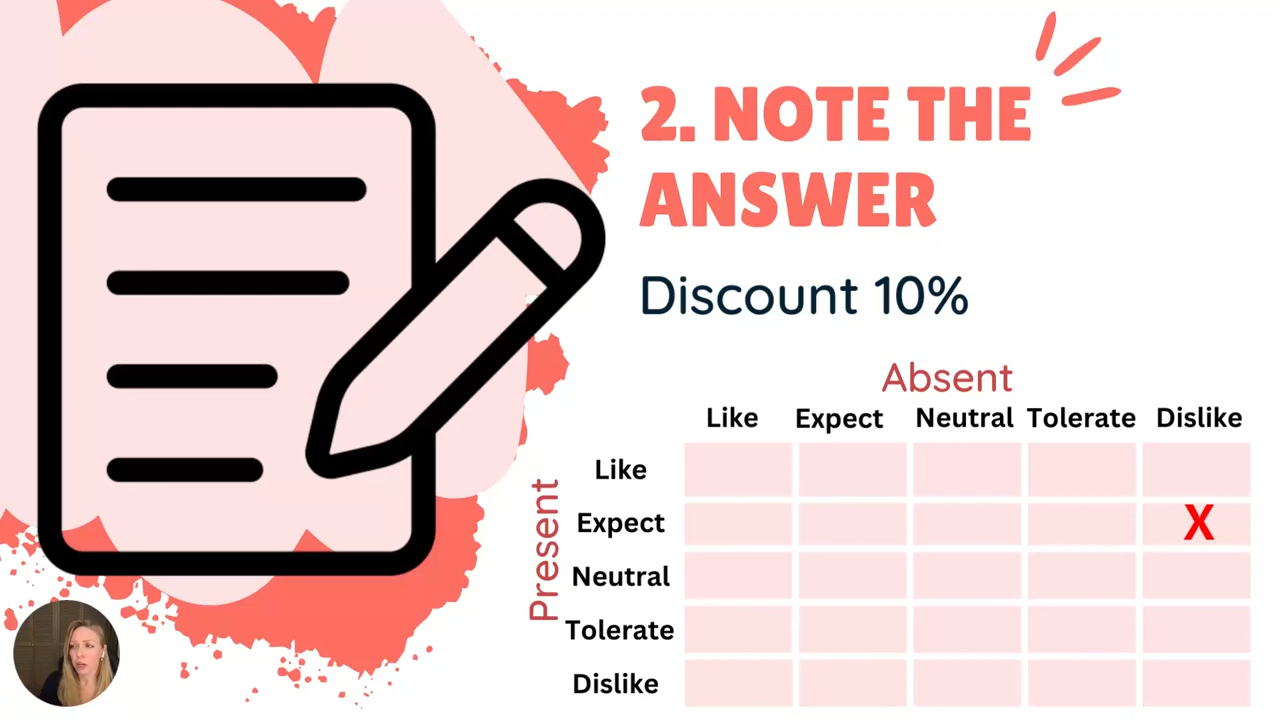 2. NOTE THE
ANSWER
Discount 10%
Absent
Like Expect Neutral Tolerate Dislike
Present
Like
Expect X
Neutral
Tolerate
Dislike